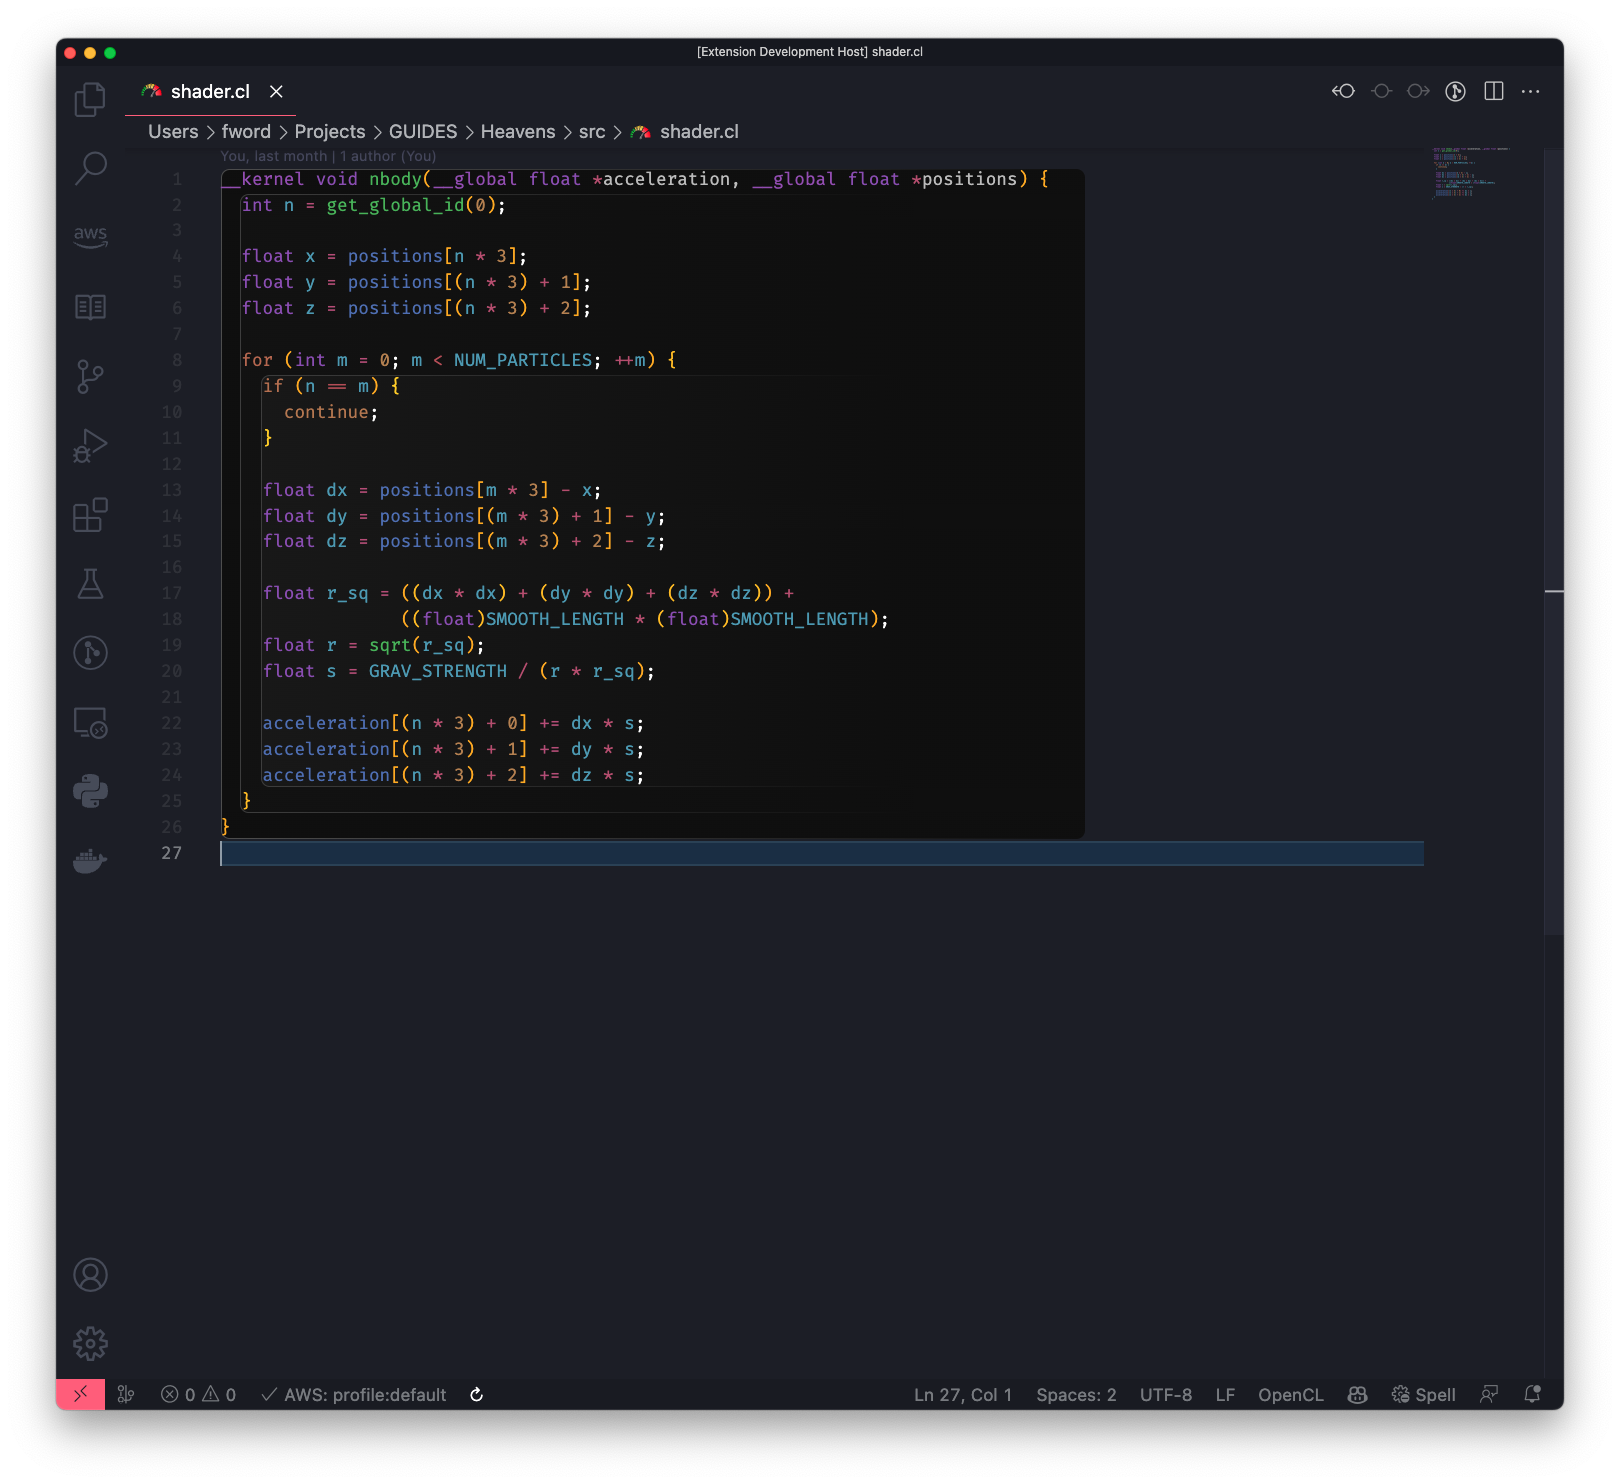 [Extension Development Host] shader.cl
shader.cl
Users > fword > Projects > GUIDES > Heavens > src > shader.cl
aws
You, last month | 1 author (You)
1 __kernel void nbody(__global float *acceleration, __global float *positions) {
2 int n = get_global_id(0);
3
4 float x = positions[n * 3];
5 float y = positions[(n * 3) + 1];
6 float z = positions[(n * 3) + 2];
7
8 for (int m = 0; m < NUM_PARTICLES; ++m) {
9 if (n == m) {
10 continue;
11 }
12
13 float dx = positions[m * 3] - x;
14 float dy = positions[(m * 3) + 1] - y;
15 float dz = positions[(m * 3) + 2] - z;
16
17 float r_sq = ((dx * dx) + (dy * dy) + (dz * dz)) +
18 ((float)SMOOTH_LENGTH * (float)SMOOTH_LENGTH);
19 float r = sqrt(r_sq);
20 float s = GRAV_STRENGTH / (r * r_sq);
21
22 acceleration[(n * 3) + 0] += dx * s;
23 acceleration[(n * 3) + 1] += dy * s;
24 acceleration[(n * 3) + 2] += dz * s;
25 }
26 }
27
0 0 AWS: profile:default Ln 27, Col 1 Spaces: 2 UTF-8 LF OpenCL Spell